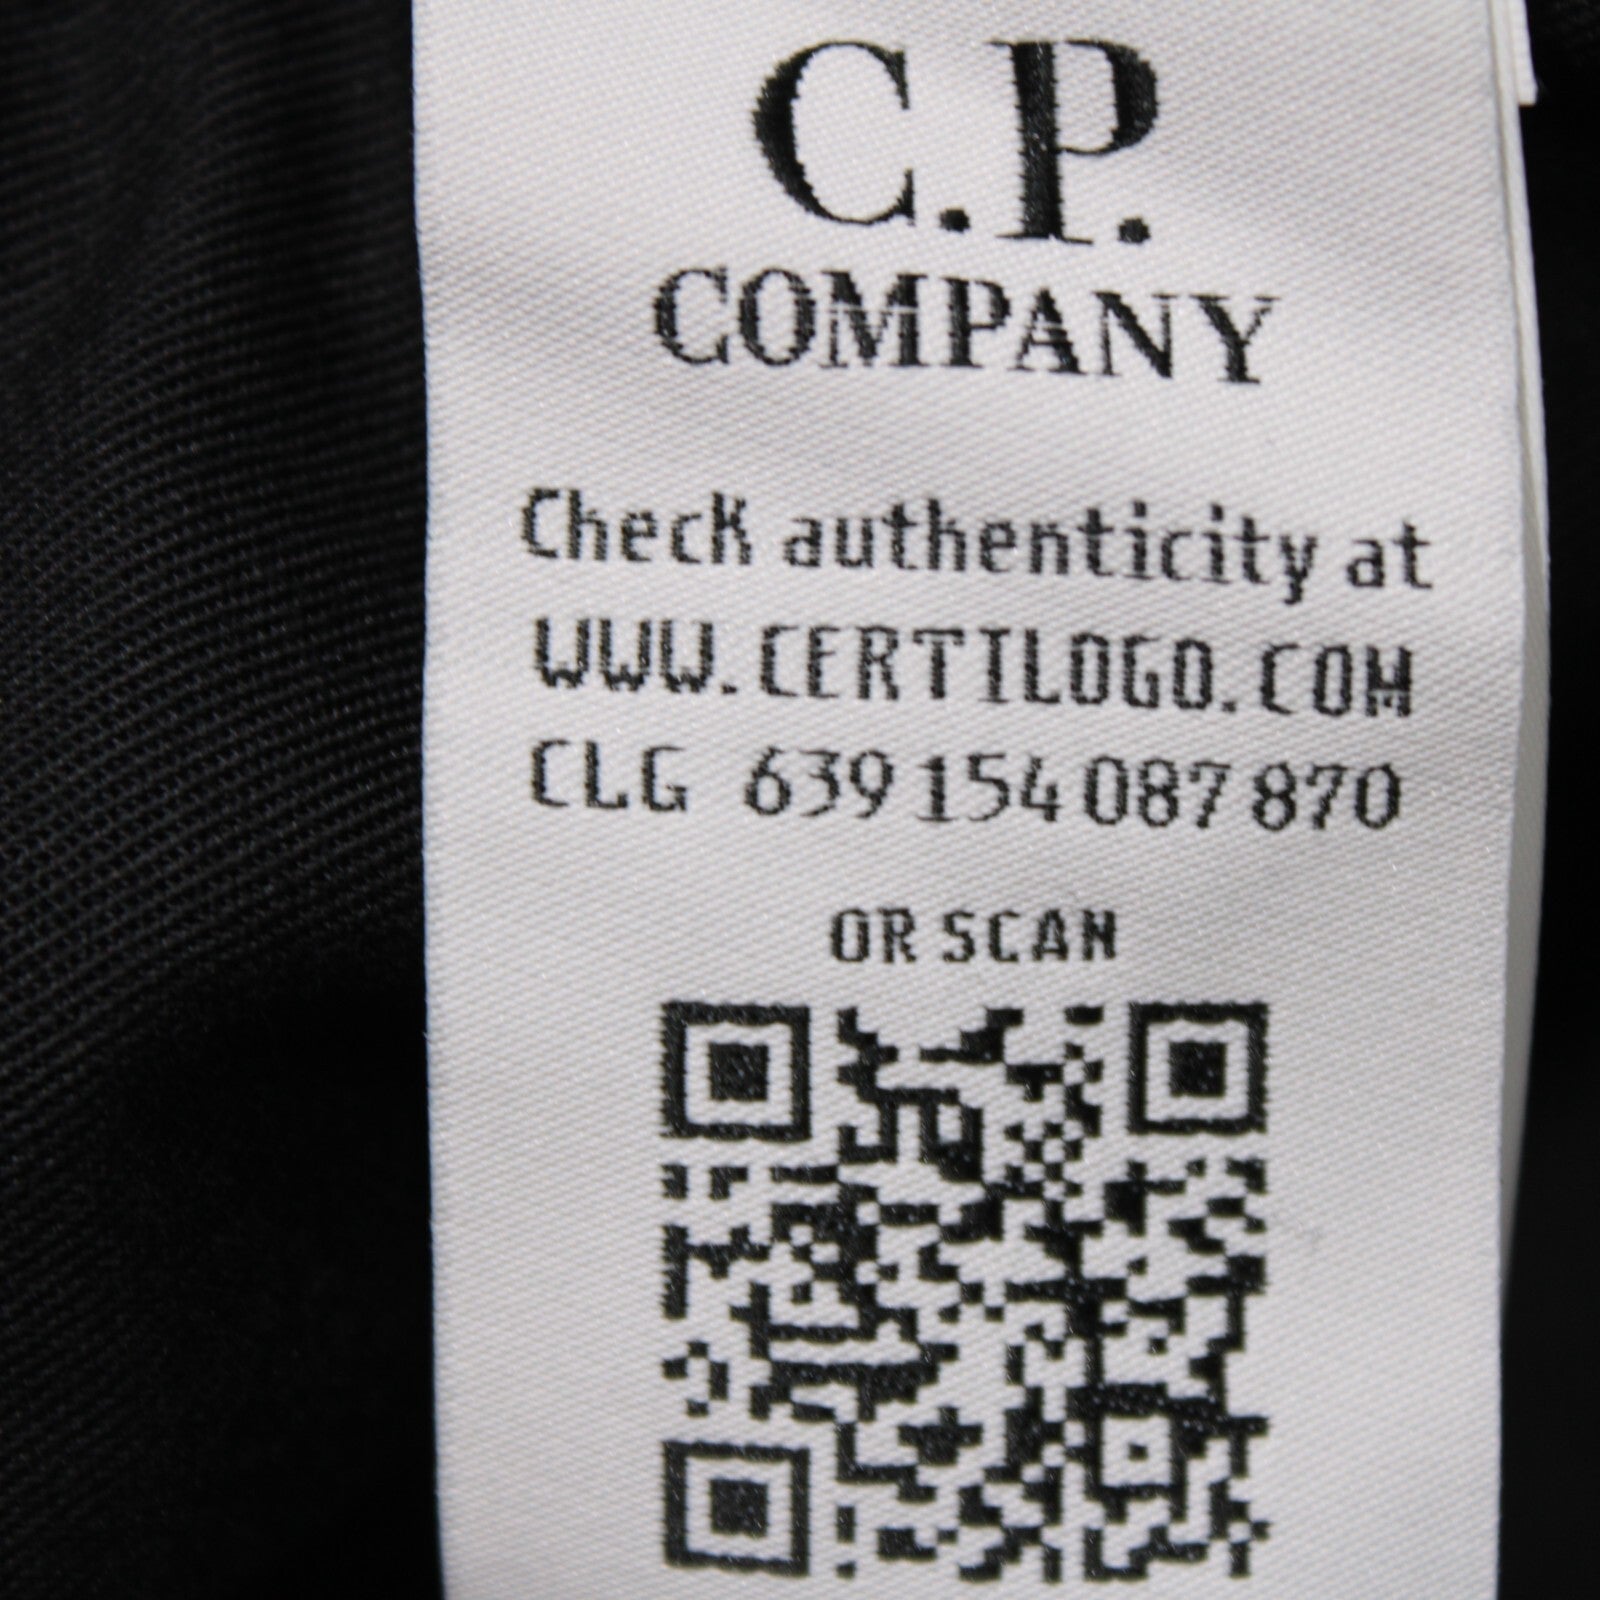 C.P.
COMPANY
Check authenticity at
WWW.CERTILOGO.COM
CLG 639 154 087 870
OR SCAN